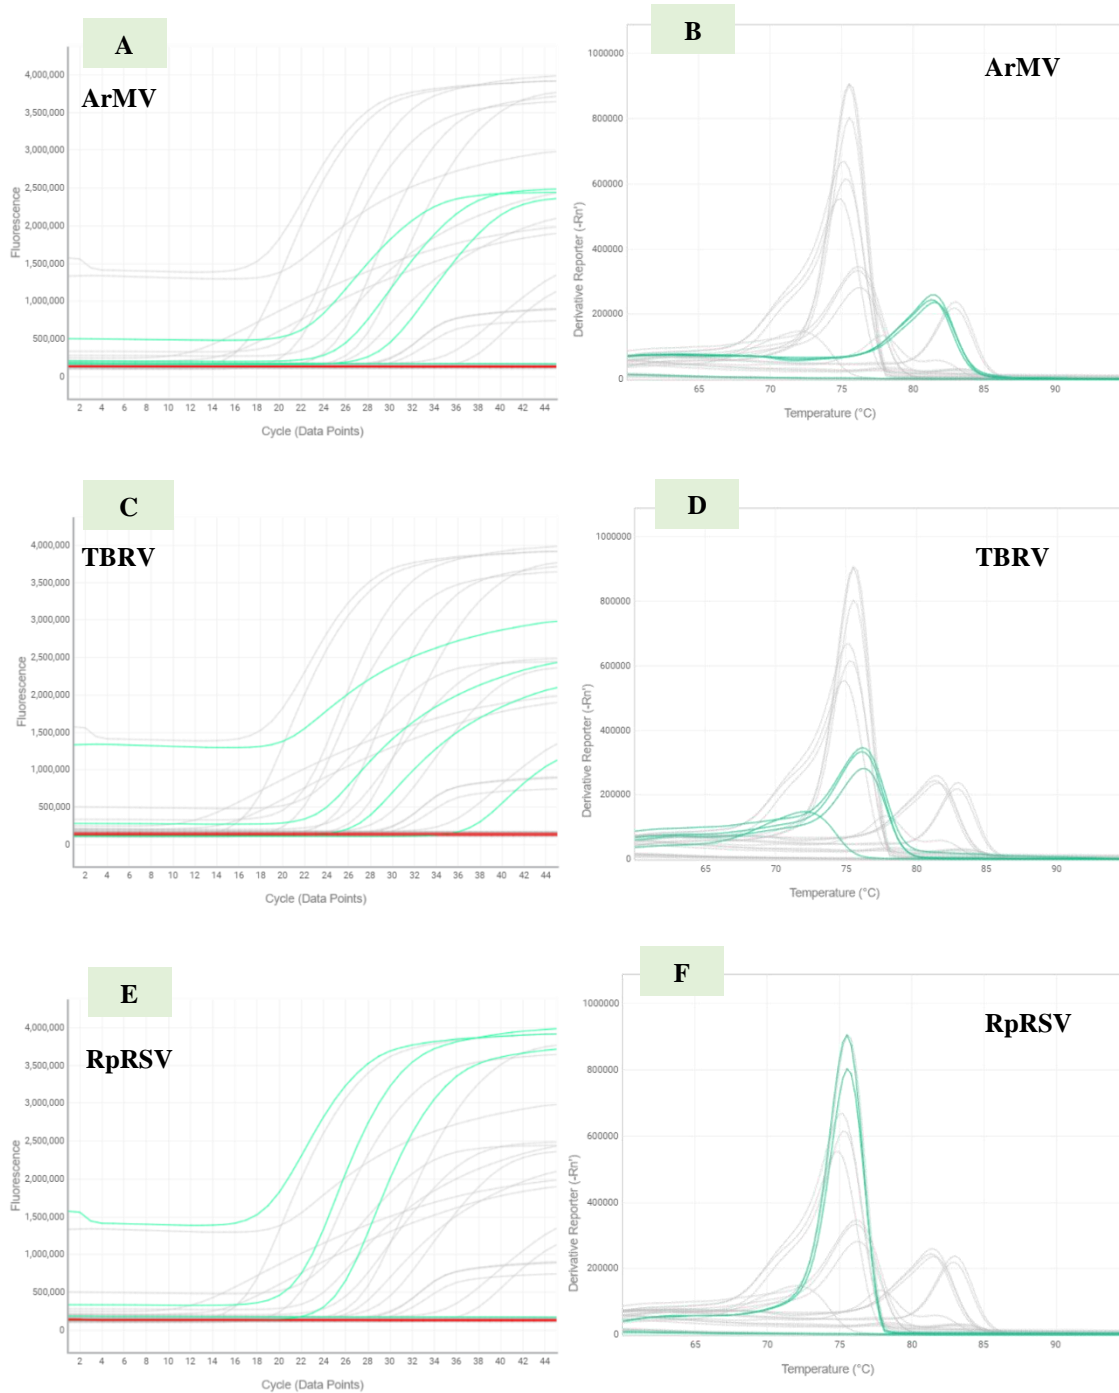 A
ArMV
4,000,000
3,500,000
3,000,000
2,500,000
2,000,000
1,500,000
1,000,000
500,000
0
Fluorescence
2 4 6 8 10 12 14 16 18 20 22 24 26 28 30 32 34 36 38 40 42 44
Cycle (Data Points)
B
ArMV
1000000
800000
600000
400000
200000
0
Derivative Reporter (-Rn')
65 70 75 80 85 90
Temperature (°C)
C
TBRV
4,000,000
3,500,000
3,000,000
2,500,000
2,000,000
1,500,000
1,000,000
500,000
0
Fluorescence
2 4 6 8 10 12 14 16 18 20 22 24 26 28 30 32 34 36 38 40 42 44
Cycle (Data Points)
D
TBRV
1000000
800000
600000
400000
200000
0
Derivative Reporter (-Rn')
65 70 75 80 85 90
Temperature (°C)
E
RpRSV
4,000,000
3,500,000
3,000,000
2,500,000
2,000,000
1,500,000
1,000,000
500,000
0
Fluorescence
2 4 6 8 10 12 14 16 18 20 22 24 26 28 30 32 34 36 38 40 42 44
Cycle (Data Points)
F
RpRSV
1000000
800000
600000
400000
200000
0
Derivative Reporter (-Rn')
65 70 75 80 85 90
Temperature (°C)